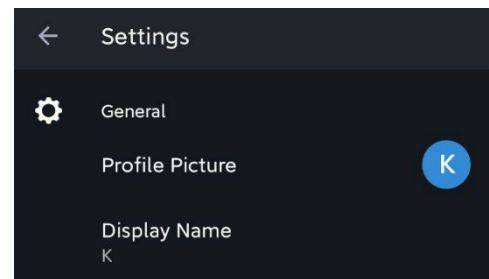 Settings
General
Profile Picture
K
Display Name
K